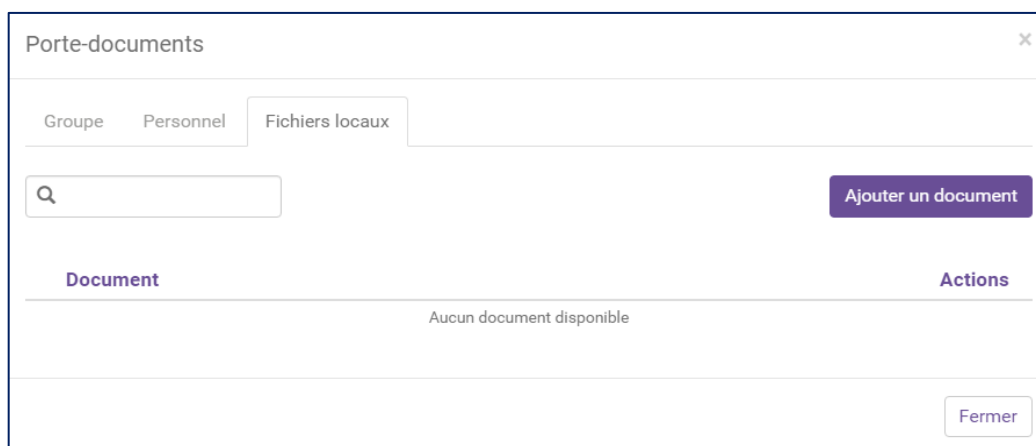 Porte-documents ×
Groupe Personnel Fichiers locaux
Ajouter un document
Document Actions
Aucun document disponible
Fermer